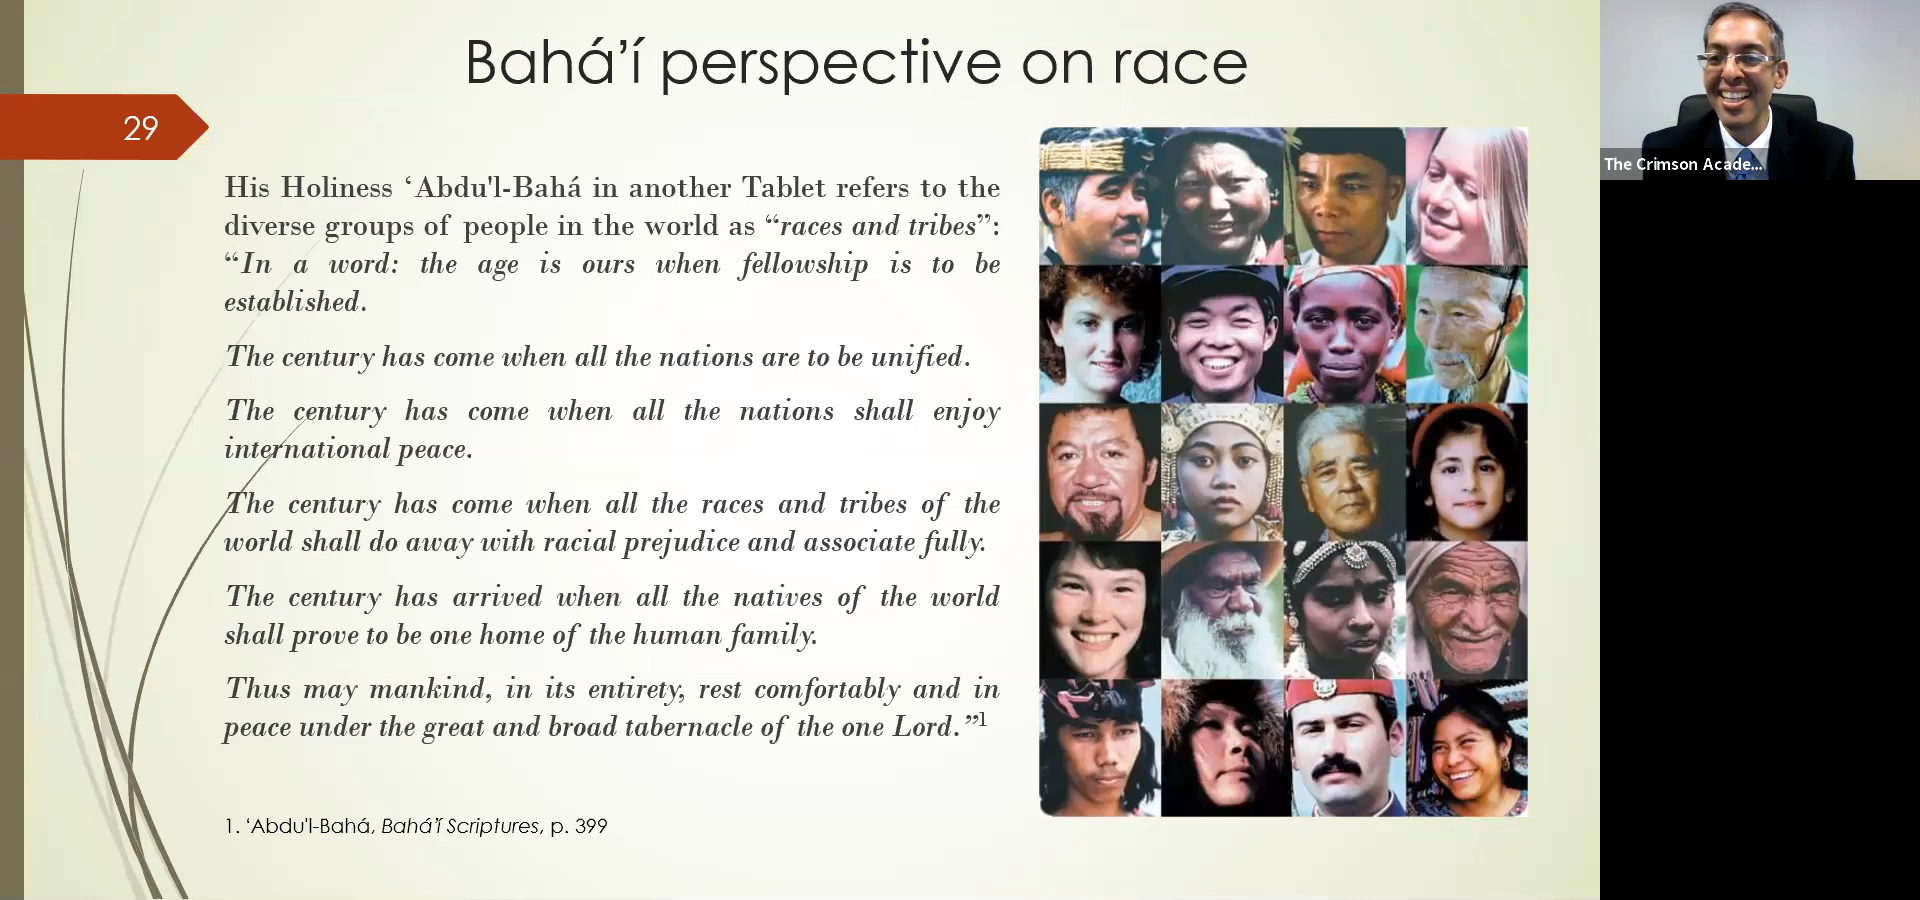 Bahá’í perspective on race
29
His Holiness ‘Abdu'l-Bahá in another Tablet refers to the
diverse groups of people in the world as “races and tribes”:
“In a word: the age is ours when fellowship is to be
established.
The century has come when all the nations are to be unified.
The century has come when all the nations shall enjoy
international peace.
The century has come when all the races and tribes of the
world shall do away with racial prejudice and associate fully.
The century has arrived when all the natives of the world
shall prove to be one home of the human family.
Thus may mankind, in its entirety, rest comfortably and in
peace under the great and broad tabernacle of the one Lord.”1
1. ‘Abdu'l-Bahá, Bahá’í Scriptures, p. 399
The Crimson Acade...